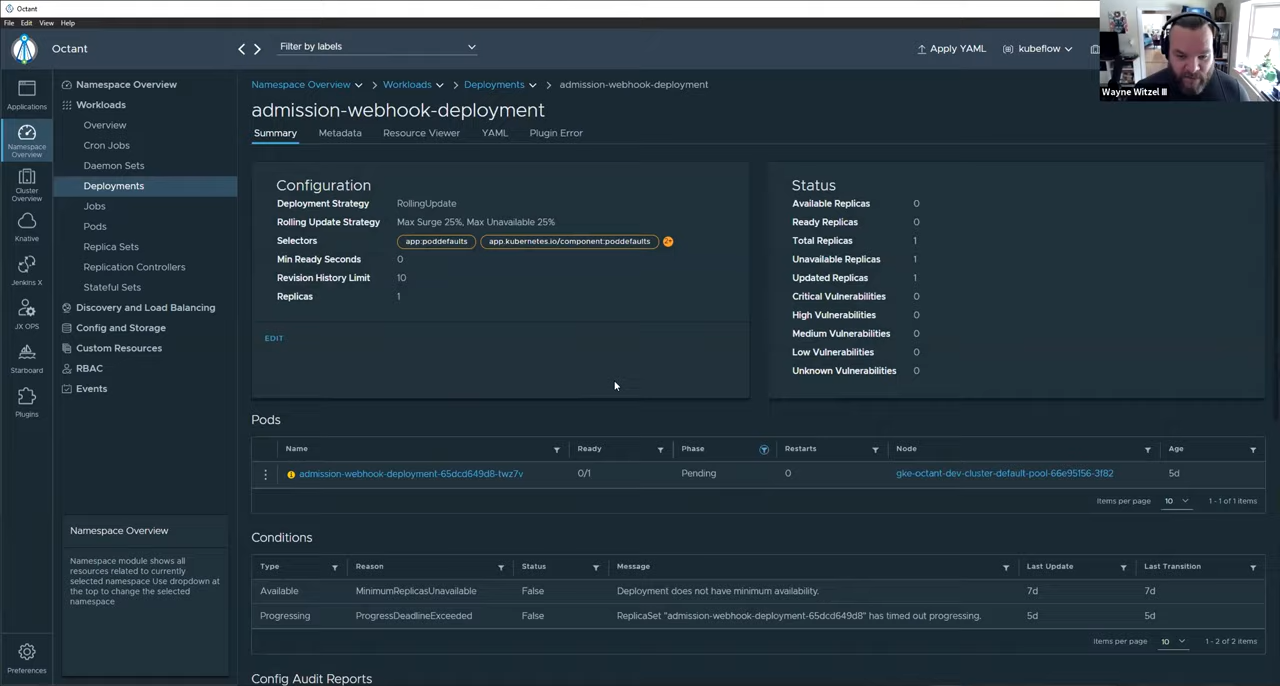 Octant
File Edit View Help
Octant
Filter by labels
Apply YAML
kubeflow
Wayne Witzel III
Applications
Namespace Overview
Cluster Overview
Knative
Jenkins X
JX OPS
Starboard
Plugins
Preferences
Namespace Overview
Workloads
Overview
Cron Jobs
Daemon Sets
Deployments
Jobs
Pods
Replica Sets
Replication Controllers
Stateful Sets
Discovery and Load Balancing
Config and Storage
Custom Resources
RBAC
Events
Namespace Overview
Namespace module shows all
resources related to currently
selected namespace Use dropdown at
the top to change the selected
namespace
Namespace Overview > Workloads > Deployments > admission-webhook-deployment
admission-webhook-deployment
Summary Metadata Resource Viewer YAML Plugin Error
Configuration
Deployment Strategy RollingUpdate
Rolling Update Strategy Max Surge 25%, Max Unavailable 25%
Selectors app:poddefaults app.kubernetes.io/component:poddefaults
Min Ready Seconds 0
Revision History Limit 10
Replicas 1
EDIT
Status
Available Replicas 0
Ready Replicas 0
Total Replicas 1
Unavailable Replicas 1
Updated Replicas 1
Critical Vulnerabilities 0
High Vulnerabilities 0
Medium Vulnerabilities 0
Low Vulnerabilities 0
Unknown Vulnerabilities 0
Pods
Name Ready Phase Restarts Node Age
admission-webhook-deployment-65dcd649d8-twz7v 0/1 Pending 0 gke-octant-dev-cluster-default-pool-66e95156-3f82 5d
Items per page 10 1 - 1 of 1 items
Conditions
Type Reason Status Message Last Update Last Transition
Available MinimumReplicasUnavailable False Deployment does not have minimum availability. 7d 7d
Progressing ProgressDeadlineExceeded False ReplicaSet "admission-webhook-deployment-65dcd649d8" has timed out progressing. 5d 5d
Items per page 10 1 - 2 of 2 items
Config Audit Reports